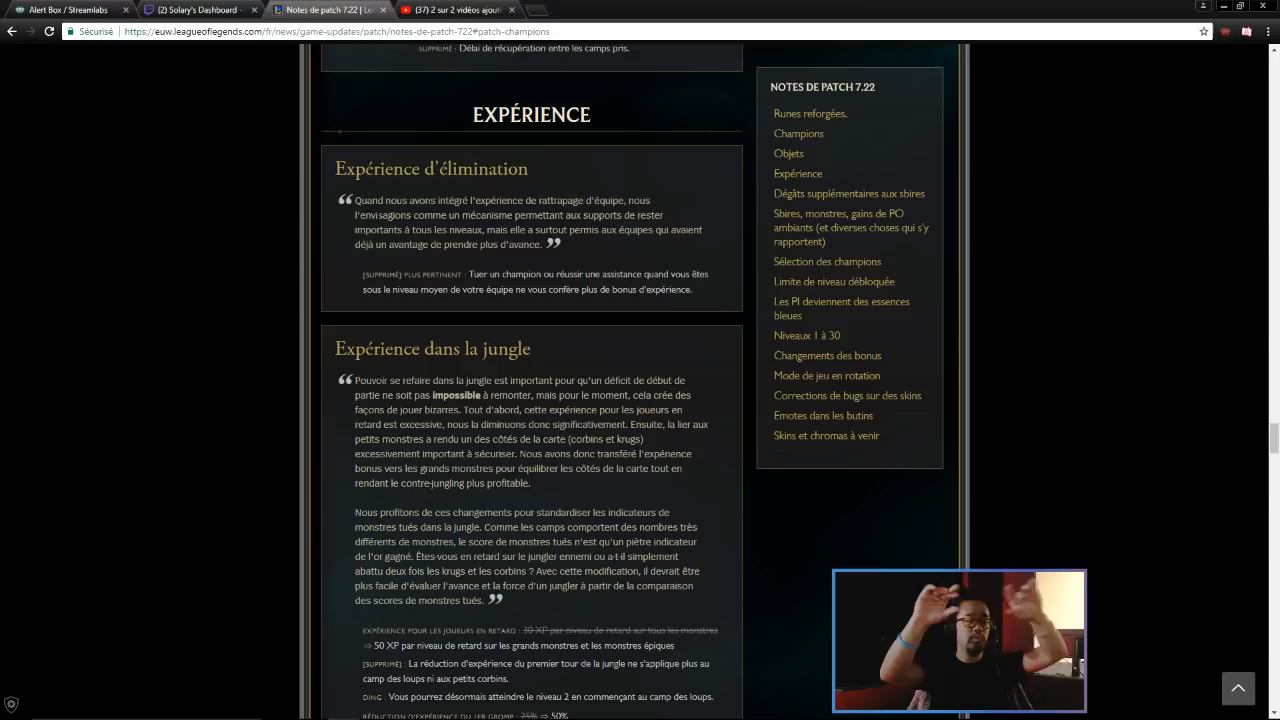 Alert Box / Streamlabs
(2) Solary's Dashboard -
Notes de patch 7.22 | Le
(37) 2 sur 2 vidéos ajout
Sécurisé
https://euw.leagueoflegends.com/fr/news/game-updates/patch/notes-de-patch-722#patch-champions
SUPPRIMÉ : Délai de récupération entre les camps pris.
EXPÉRIENCE
Expérience d'élimination
“ Quand nous avons intégré l'expérience de rattrapage d'équipe, nous
l'envisagions comme un mécanisme permettant aux supports de rester
importants à tous les niveaux, mais elle a surtout permis aux équipes qui avaient
déjà un avantage de prendre plus d'avance. ”
[SUPPRIMÉ] PLUS PERTINENT : Tuer un champion ou réussir une assistance quand vous êtes
sous le niveau moyen de votre équipe ne vous confère plus de bonus d'expérience.
Expérience dans la jungle
“ Pouvoir se refaire dans la jungle est important pour qu'un déficit de début de
partie ne soit pas impossible à remonter, mais pour le moment, cela crée des
façons de jouer bizarres. Tout d'abord, cette expérience pour les joueurs en
retard est excessive, nous la diminuons donc significativement. Ensuite, la lier aux
petits monstres a rendu un des côtés de la carte (corbins et krugs)
excessivement important à sécuriser. Nous avons donc transféré l'expérience
bonus vers les grands monstres pour équilibrer les côtés de la carte tout en
rendant le contre-jungling plus profitable.
Nous profitons de ces changements pour standardiser les indicateurs de
monstres tués dans la jungle. Comme les camps comportent des nombres très
différents de monstres, le score de monstres tués n'est qu'un piètre indicateur
de l'or gagné. Êtes-vous en retard sur le jungler ennemi ou a-t-il simplement
abattu deux fois les krugs et les corbins ? Avec cette modification, il devrait être
plus facile d'évaluer l'avance et la force d'un jungler à partir de la comparaison
des scores de monstres tués. ”
EXPÉRIENCE POUR LES JOUEURS EN RETARD : 30 XP par niveau de retard sur tous les monstres
⇒ 50 XP par niveau de retard sur les grands monstres et les monstres épiques
[SUPPRIMÉ] : La réduction d'expérience du premier tour de la jungle ne s'applique plus au
camp des loups ni aux petits corbins.
DING : Vous pourrez désormais atteindre le niveau 2 en commençant au camp des loups.
RÉDUCTION D'EXPÉRIENCE DU 1ER GROMP : 25% ⇒ 50%
NOTES DE PATCH 7.22
Runes reforgées.
Champions
Objets
Expérience
Dégâts supplémentaires aux sbires
Sbires, monstres, gains de PO
ambiants (et diverses choses qui s'y
rapportent)
Sélection des champions
Limite de niveau débloquée
Les PI deviennent des essences
bleues
Niveaux 1 à 30
Changements des bonus
Mode de jeu en rotation
Corrections de bugs sur des skins
Emotes dans les butins
Skins et chromas à venir